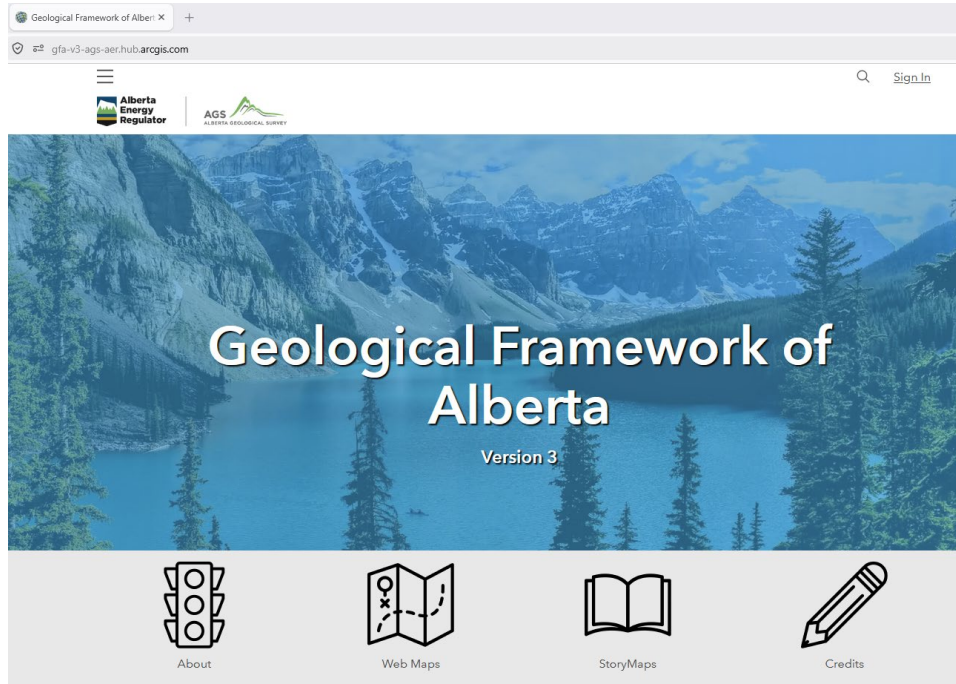 Geological Framework of Albert
gfa-v3-ags-aer.hub.arcgis.com
Sign In
Alberta
Energy
Regulator
AGS
ALBERTA GEOLOGICAL SURVEY
Geological Framework of
Alberta
Version 3
About
Web Maps
StoryMaps
Credits